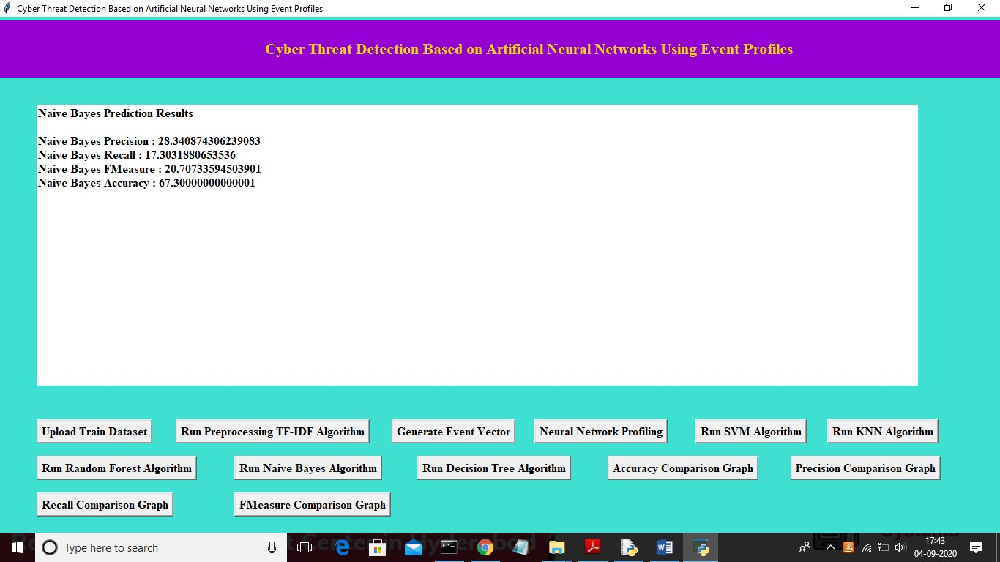 Cyber Threat Detection Based on Artificial Neural Networks Using Event Profiles
Cyber Threat Detection Based on Artificial Neural Networks Using Event Profiles
Naive Bayes Prediction Results
Naive Bayes Precision : 28.340874306239083
Naive Bayes Recall : 17.3031880653536
Naive Bayes FMeasure : 20.70733594503901
Naive Bayes Accuracy : 67.30000000000001
Upload Train Dataset Run Preprocessing TF-IDF Algorithm Generate Event Vector Neural Network Profiling Run SVM Algorithm Run KNN Algorithm
Run Random Forest Algorithm Run Naive Bayes Algorithm Run Decision Tree Algorithm Accuracy Comparison Graph Precision Comparison Graph
Recall Comparison Graph FMeasure Comparison Graph
Type here to search
17:43
04-09-2020